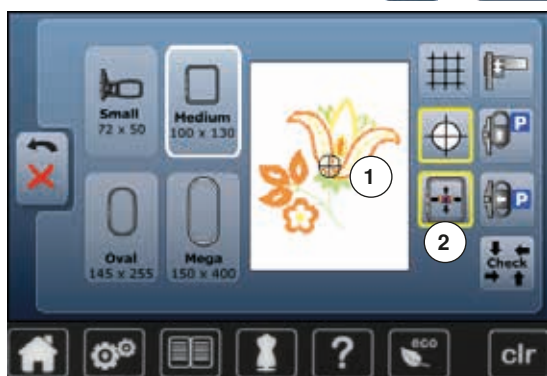 Small
72 x 50
Medium
100 x 130
Oval
145 x 255
Mega
150 x 400
1
2
P
P
Check
?
eco
clr